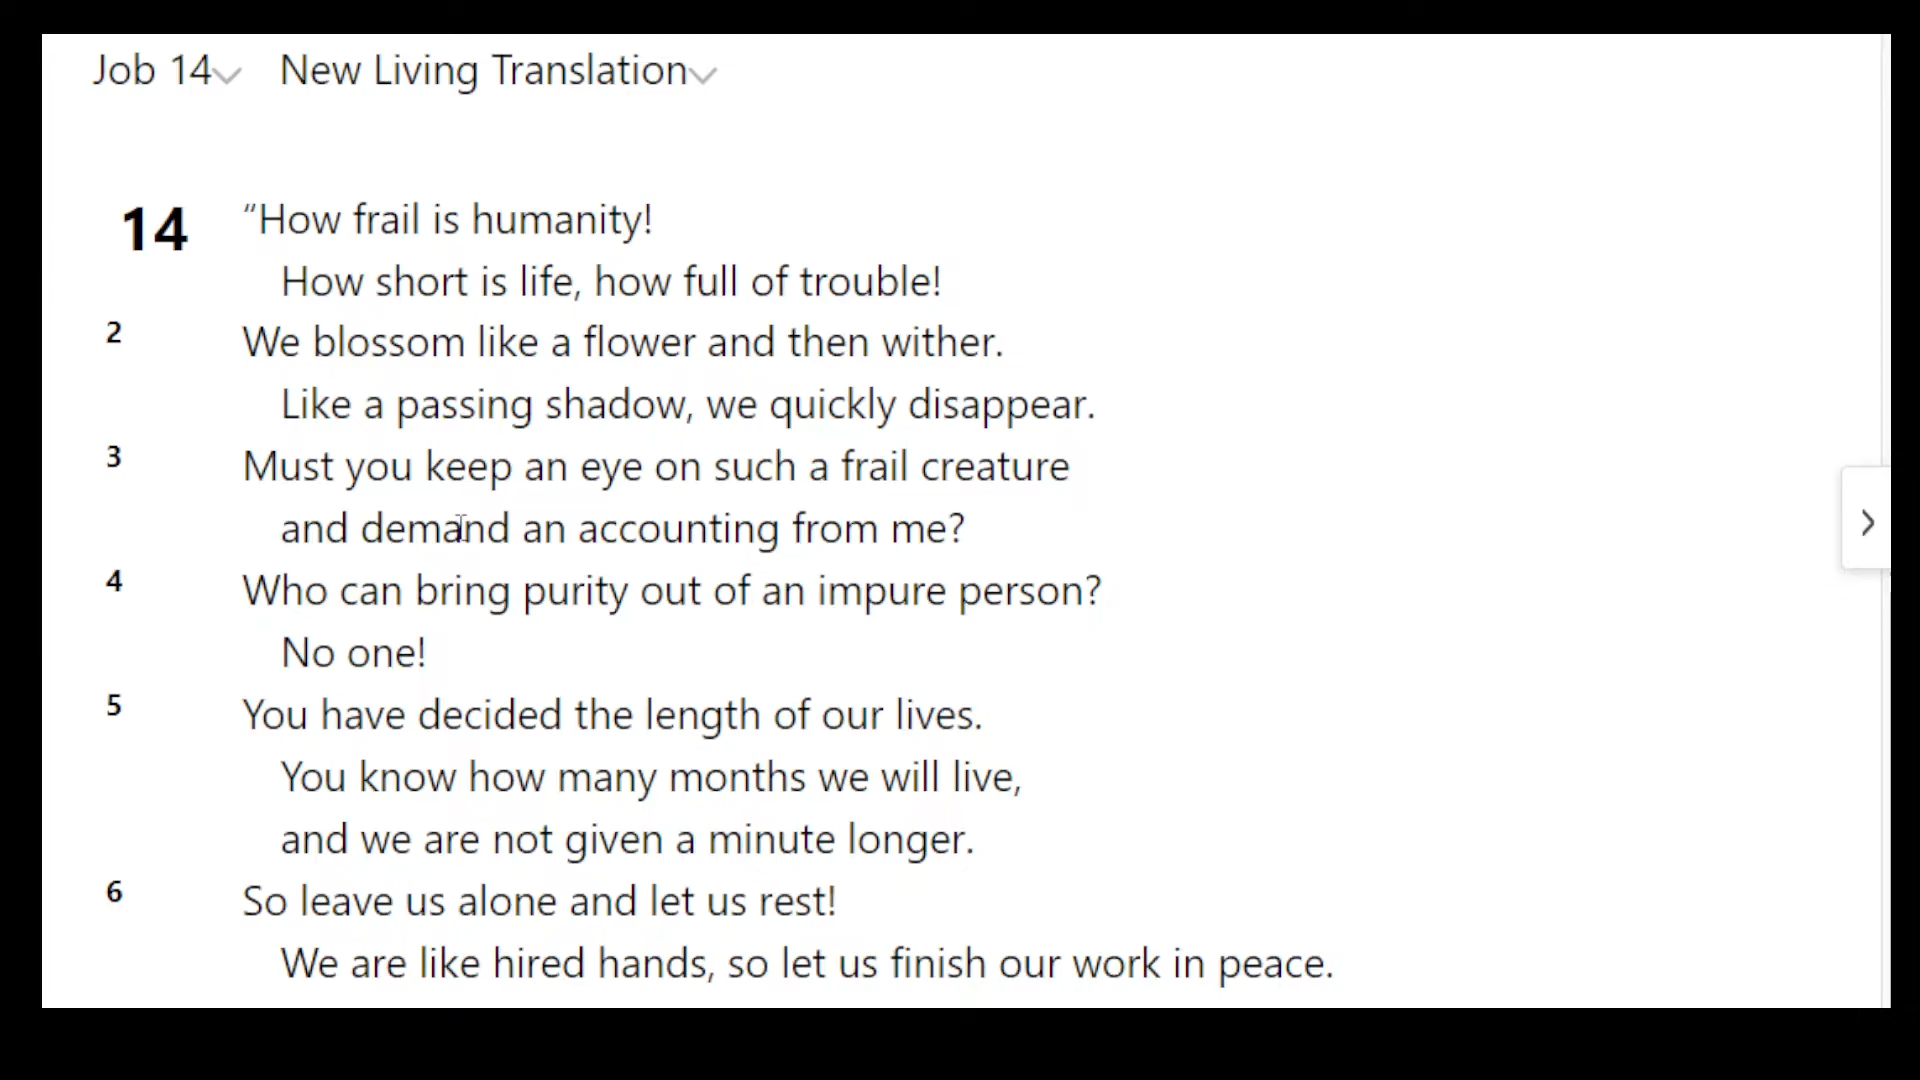 Job 14 New Living Translation
14 “How frail is humanity!
How short is life, how full of trouble!
2 We blossom like a flower and then wither.
Like a passing shadow, we quickly disappear.
3 Must you keep an eye on such a frail creature
and demand an accounting from me?
4 Who can bring purity out of an impure person?
No one!
5 You have decided the length of our lives.
You know how many months we will live,
and we are not given a minute longer.
6 So leave us alone and let us rest!
We are like hired hands, so let us finish our work in peace.